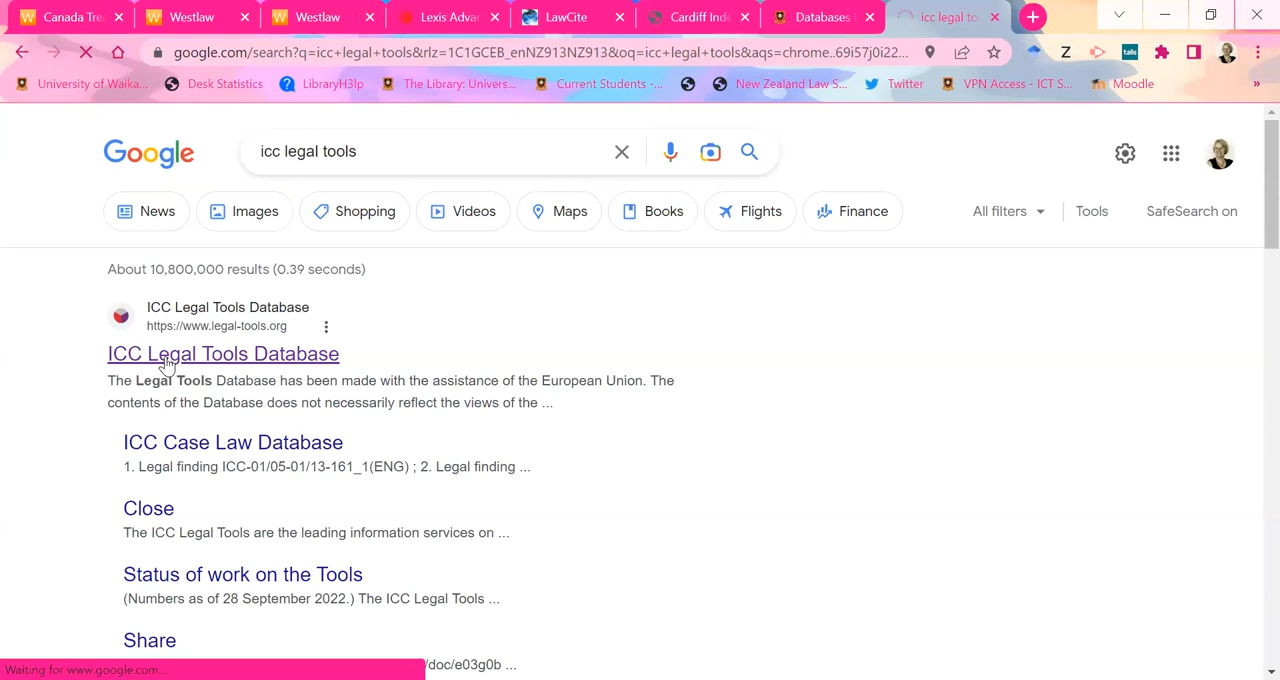 Canada Tre
Westlaw
Westlaw
Lexis Advan
LawCite
Cardiff Inde
Databases
icc legal to
google.com/search?q=icc+legal+tools&rlz=1C1GCEB_enNZ913NZ913&oq=icc+legal+tools&aqs=chrome..69i57j0i22...
Z
talis
University of Waika...
Desk Statistics
LibraryH3lp
The Library: Univers...
Current Students -...
New Zealand Law S...
Twitter
VPN Access - ICT S...
Moodle
»
Google
icc legal tools
News
Images
Shopping
Videos
Maps
Books
Flights
Finance
All filters
Tools
SafeSearch on
About 10,800,000 results (0.39 seconds)
ICC Legal Tools Database
https://www.legal-tools.org
ICC Legal Tools Database
The Legal Tools Database has been made with the assistance of the European Union. The
contents of the Database does not necessarily reflect the views of the ...
ICC Case Law Database
1. Legal finding ICC-01/05-01/13-161_1(ENG) ; 2. Legal finding ...
Close
The ICC Legal Tools are the leading information services on ...
Status of work on the Tools
(Numbers as of 28 September 2022.) The ICC Legal Tools ...
Share
/doc/e03g0b ...
Waiting for www.google.com...